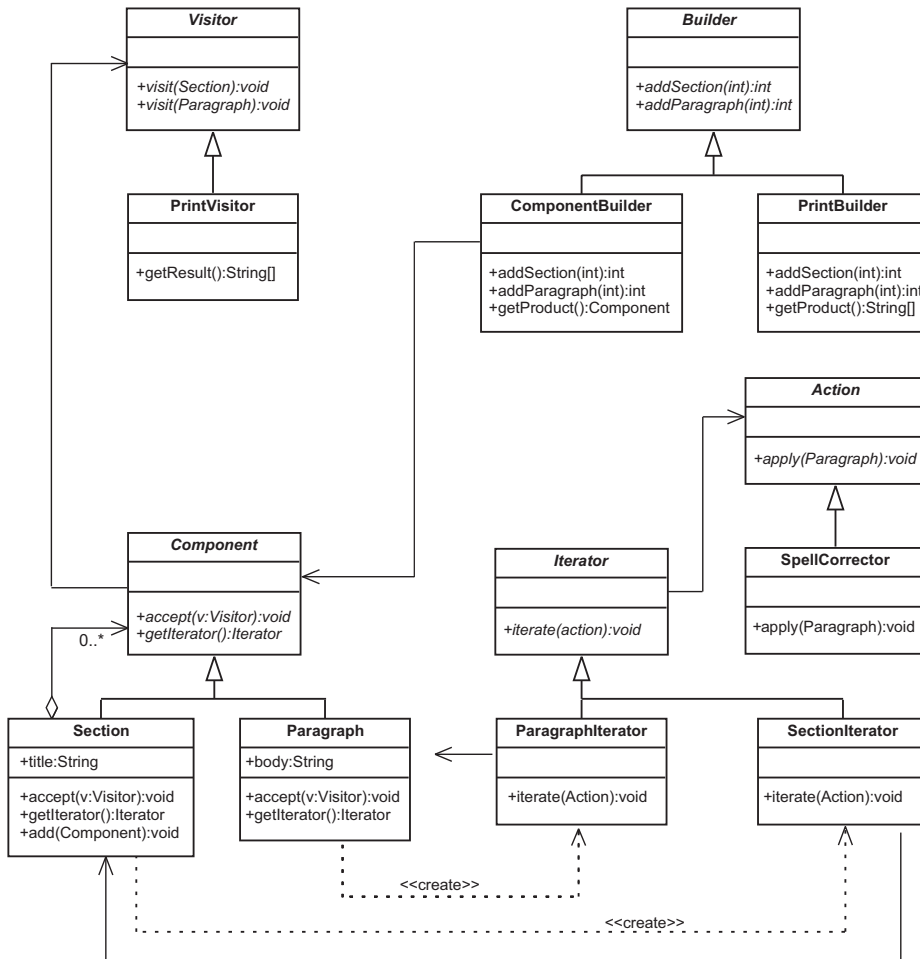 Visitor
+visit(Section):void
+visit(Paragraph):void
Builder
+addSection(int):int
+addParagraph(int):int
PrintVisitor
+getResult():String[]
ComponentBuilder
+addSection(int):int
+addParagraph(int):int
+getProduct():Component
PrintBuilder
+addSection(int):int
+addParagraph(int):int
+getProduct():String[]
Action
+apply(Paragraph):void
Component
+accept(v:Visitor):void
+getIterator():Iterator
Iterator
+iterate(action):void
SpellCorrector
+apply(Paragraph):void
0..*
Section
+title:String
+accept(v:Visitor):void
+getIterator():Iterator
+add(Component):void
Paragraph
+body:String
+accept(v:Visitor):void
+getIterator():Iterator
ParagraphIterator
+iterate(Action):void
SectionIterator
+iterate(Action):void
<<create>>
<<create>>